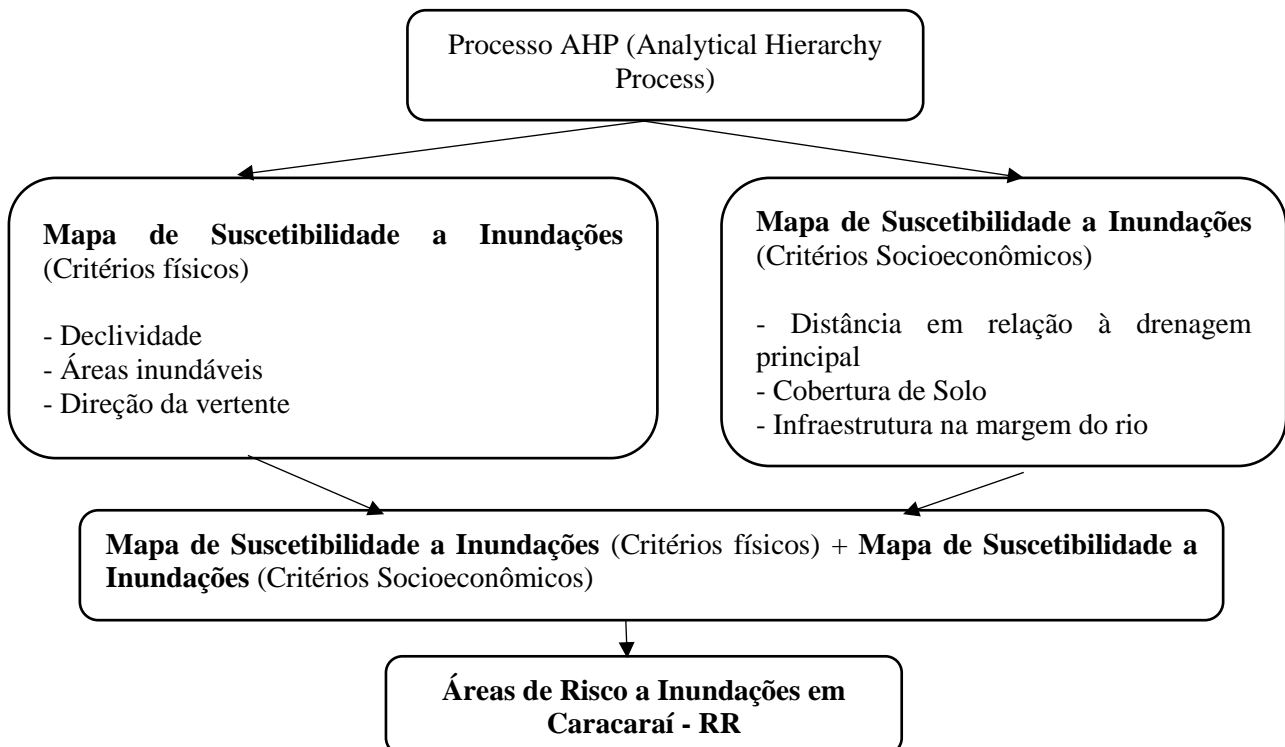 Processo AHP (Analytical Hierarchy
Process)
Mapa de Suscetibilidade a Inundações
(Critérios físicos)
- Declividade
- Áreas inundáveis
- Direção da vertente
Mapa de Suscetibilidade a Inundações
(Critérios Socioeconômicos)
- Distância em relação à drenagem
principal
- Cobertura de Solo
- Infraestrutura na margem do rio
Mapa de Suscetibilidade a Inundações (Critérios físicos) + Mapa de Suscetibilidade a
Inundações (Critérios Socioeconômicos)
Áreas de Risco a Inundações em
Caracaraí - RR